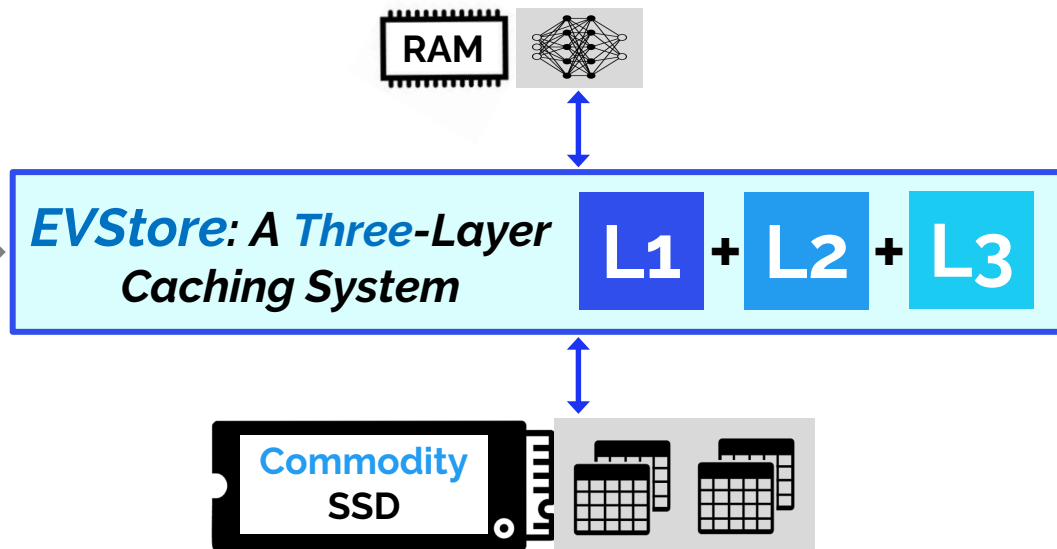 RAM
EVStore: A Three-Layer
Caching System
L1 + L2 + L3
Commodity
SSD